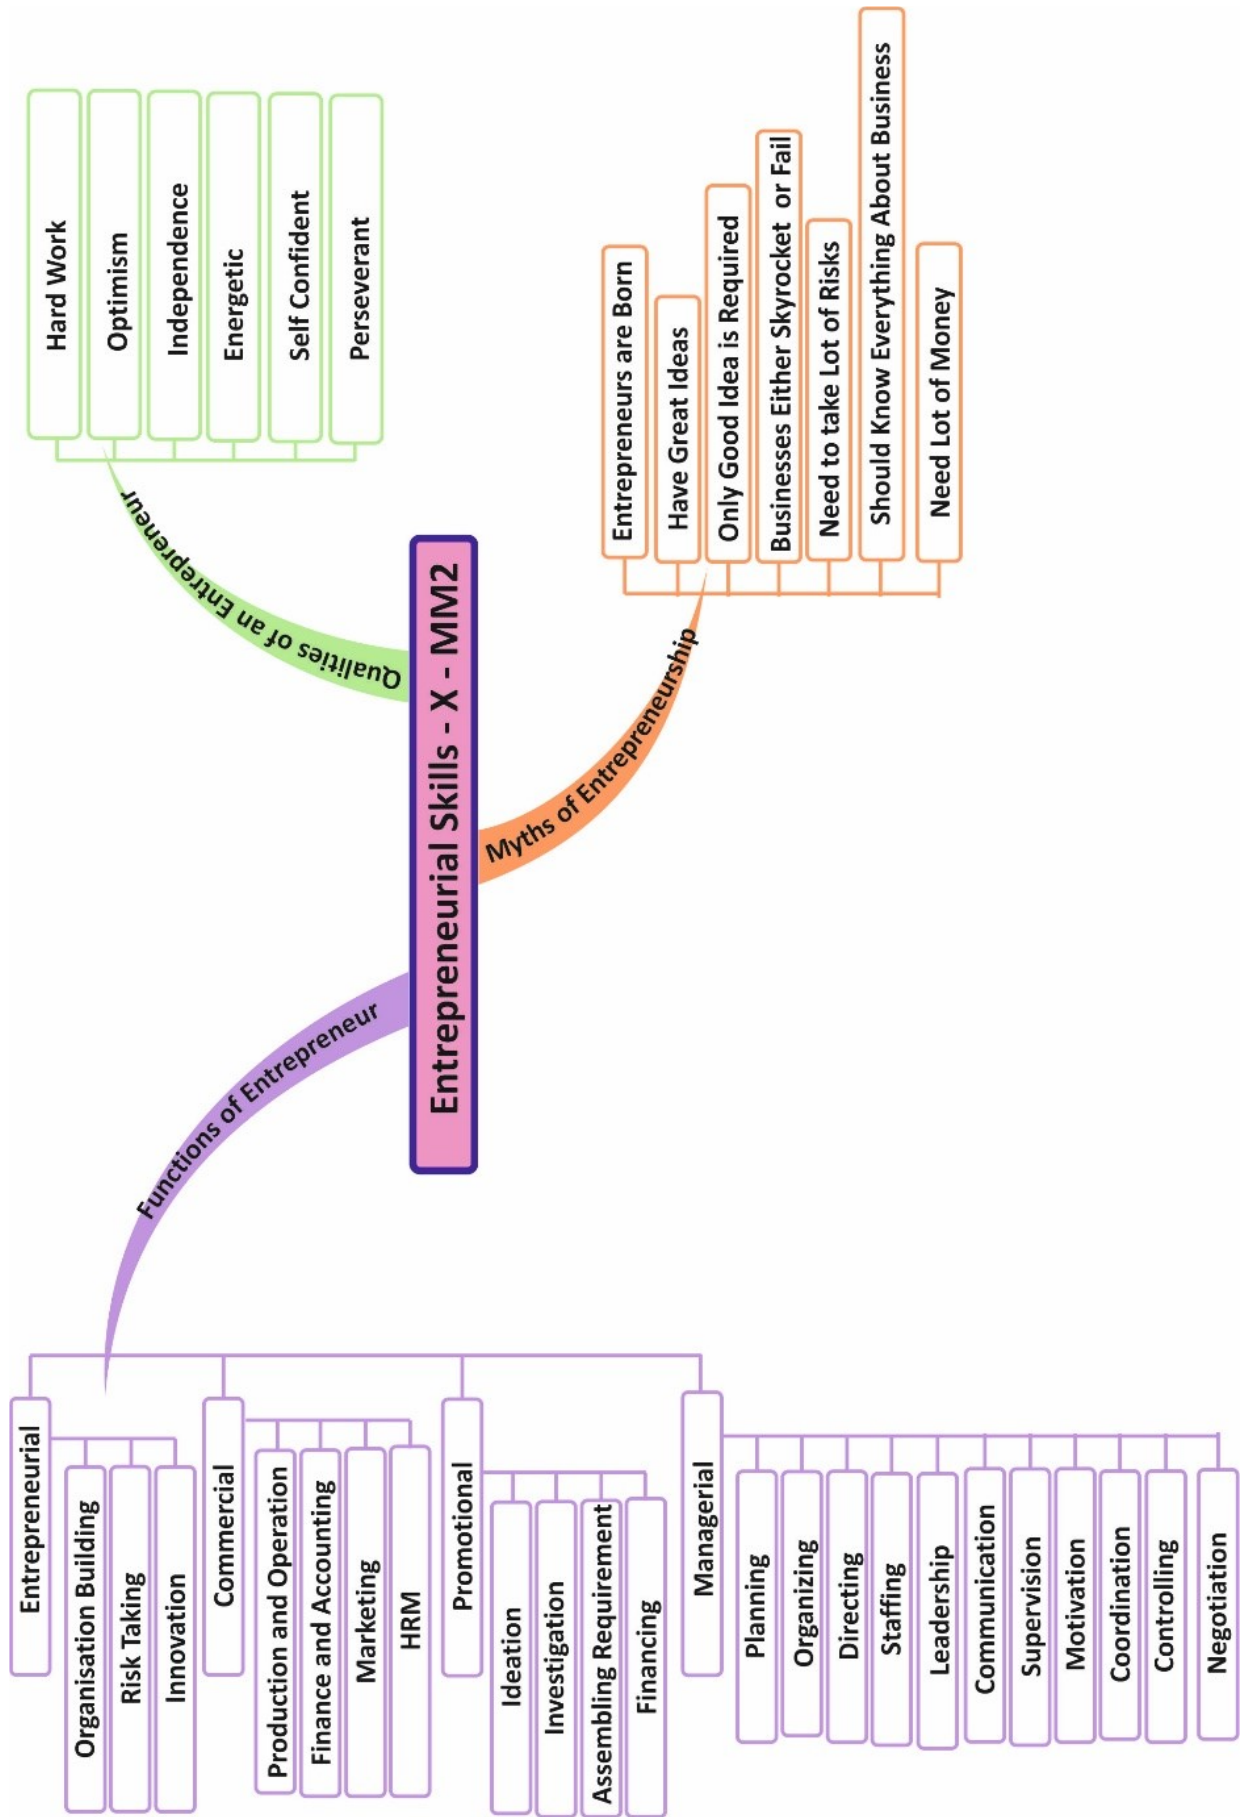 Entrepreneurial Skills - X - MM2
Functions of Entrepreneur
Entrepreneurial
Organisation Building
Risk Taking
Innovation
Commercial
Production and Operation
Finance and Accounting
Marketing
HRM
Promotional
Ideation
Investigation
Assembling Requirement
Financing
Managerial
Planning
Organizing
Directing
Staffing
Leadership
Communication
Supervision
Motivation
Coordination
Controlling
Negotiation
Qualities of an Entrepreneur
Hard Work
Optimism
Independence
Energetic
Self Confident
Perseverant
Myths of Entrepreneurship
Entrepreneurs are Born
Have Great Ideas
Only Good Idea is Required
Businesses Either Skyrocket or Fail
Need to take Lot of Risks
Should Know Everything About Business
Need Lot of Money